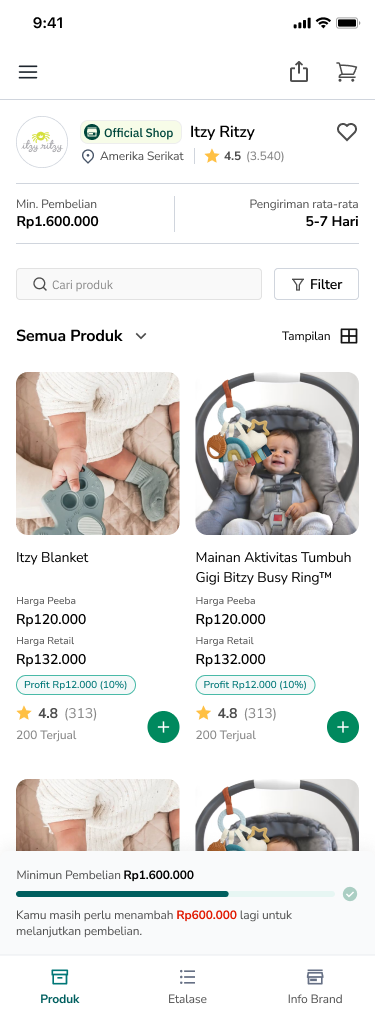 9:41
itzy ritzy
Official Shop
Itzy Ritzy
Amerika Serikat
4.5 (3.540)
Min. Pembelian
Rp1.600.000
Pengiriman rata-rata
5-7 Hari
Cari produk
Filter
Semua Produk
Tampilan
Itzy Blanket
Harga Peeba
Rp120.000
Harga Retail
Rp132.000
Profit Rp12.000 (10%)
4.8 (313)
200 Terjual
Mainan Aktivitas Tumbuh
Gigi Bitzy Busy Ring™
Harga Peeba
Rp120.000
Harga Retail
Rp132.000
Profit Rp12.000 (10%)
4.8 (313)
200 Terjual
Minimun Pembelian Rp1.600.000
Kamu masih perlu menambah Rp600.000 lagi untuk
melanjutkan pembelian.
Produk
Etalase
Info Brand